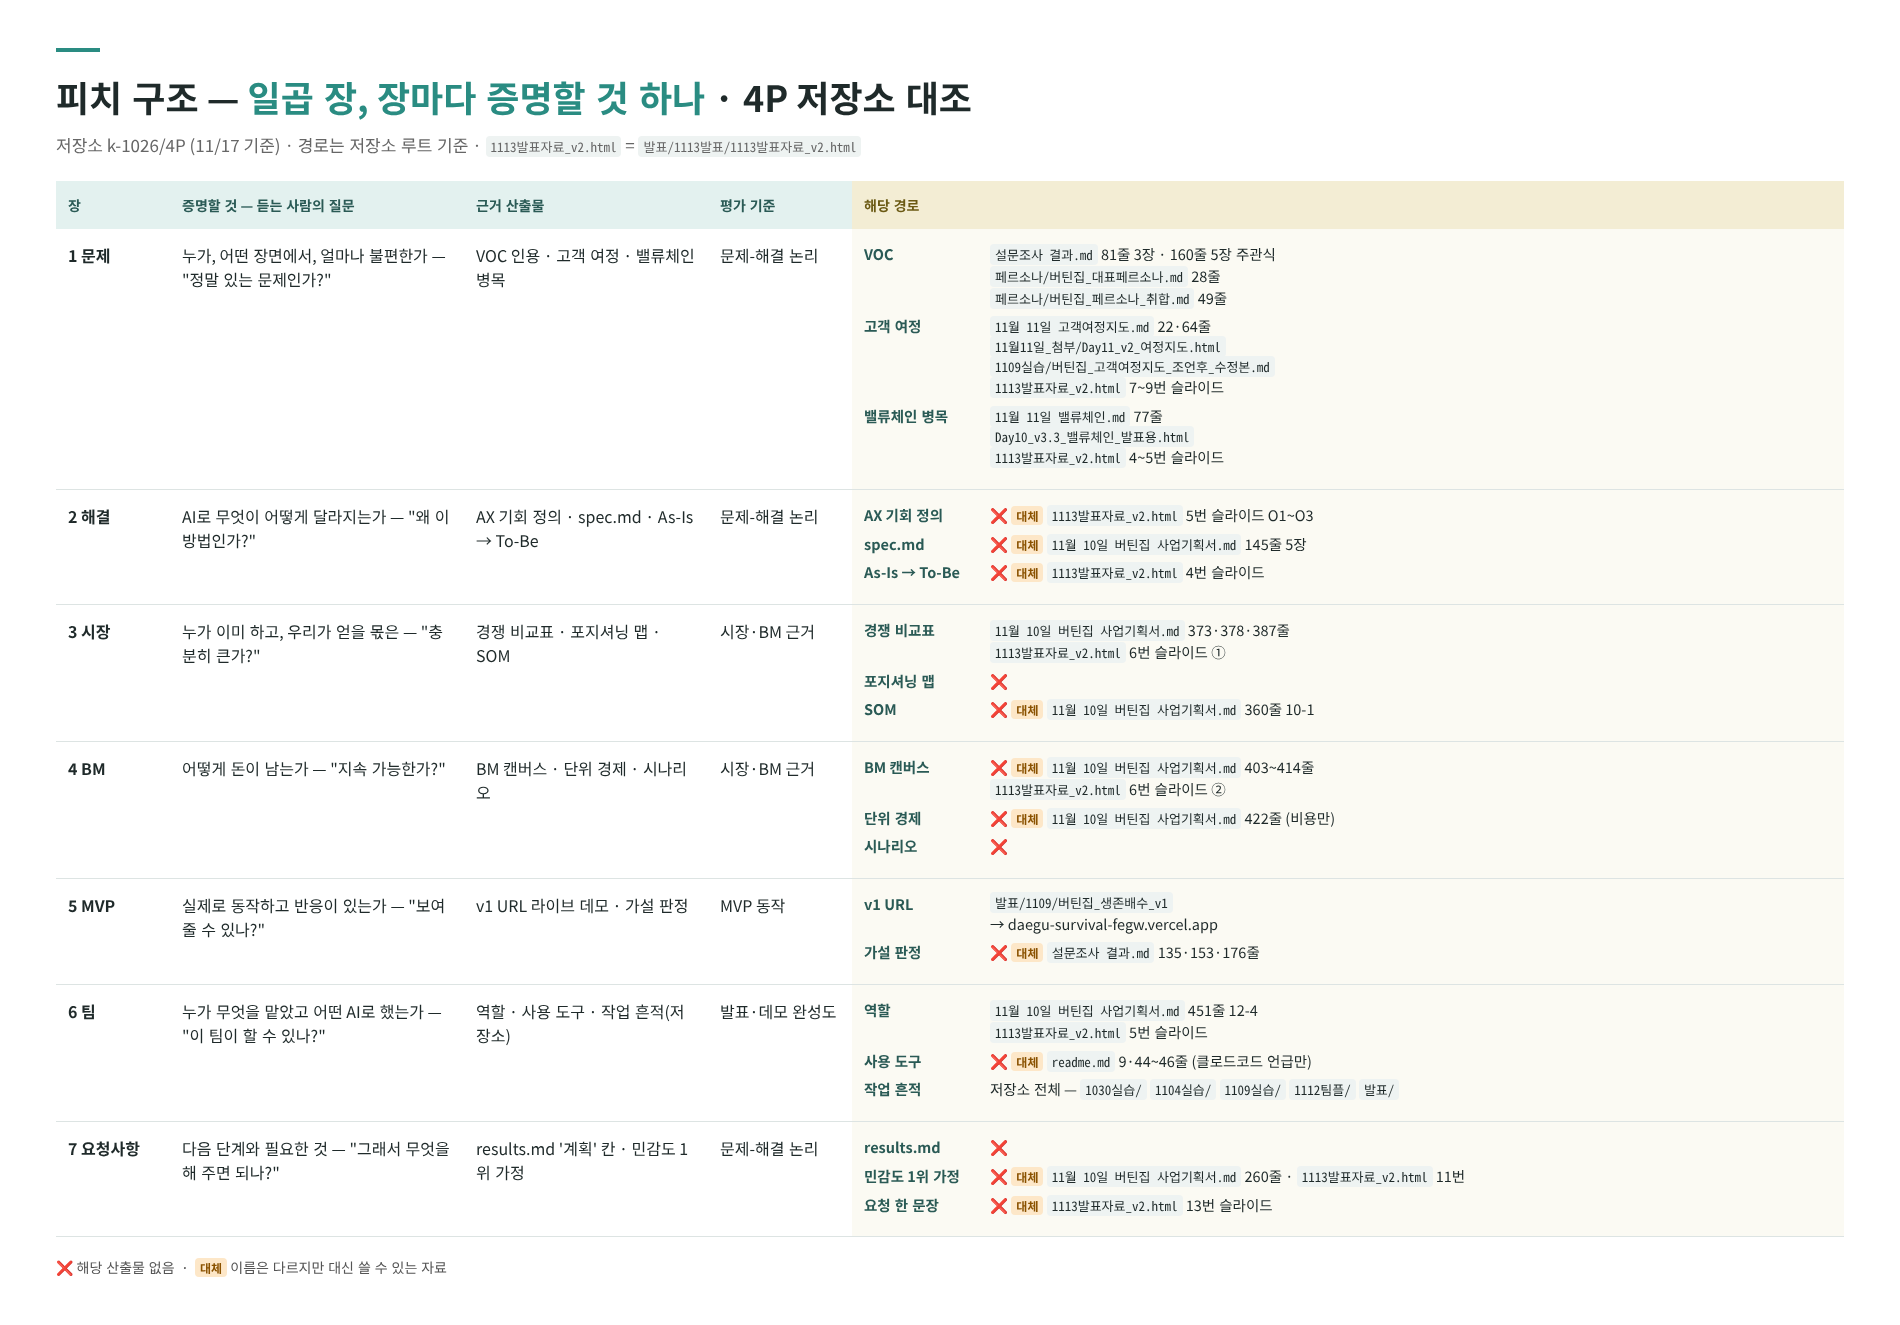 피치 구조 — 일곱 장, 장마다 증명할 것 하나 · 4P 저장소 대조
저장소 k-1026/4P (11/17 기준) · 경로는 저장소 루트 기준 · 1113발표자료_v2.html = 발표/1113발표/1113발표자료_v2.html
장
증명할 것 — 듣는 사람의 질문
근거 산출물
평가 기준
해당 경로
1 문제
누가, 어떤 장면에서, 얼마나 불편한가 —
"정말 있는 문제인가?"
VOC 인용 · 고객 여정 · 밸류체인
병목
문제-해결 논리
VOC
설문조사 결과.md 81줄 3장 · 160줄 5장 주관식
페르소나/버틴집_대표페르소나.md 28줄
페르소나/버틴집_페르소나_취합.md 49줄
고객 여정
11월 11일 고객여정지도.md 22·64줄
11월11일_첨부/Day11_v2_여정지도.html
1109실습/버틴집_고객여정지도_조언후_수정본.md
1113발표자료_v2.html 7~9번 슬라이드
밸류체인 병목
11월 11일 밸류체인.md 77줄
Day10_v3.3_밸류체인_발표용.html
1113발표자료_v2.html 4~5번 슬라이드
2 해결
AI로 무엇이 어떻게 달라지는가 — "왜 이
방법인가?"
AX 기회 정의 · spec.md · As-Is
→ To-Be
문제-해결 논리
AX 기회 정의
❌ 대체 1113발표자료_v2.html 5번 슬라이드 O1~O3
spec.md
❌ 대체 11월 10일 버틴집 사업기획서.md 145줄 5장
As-Is → To-Be
❌ 대체 1113발표자료_v2.html 4번 슬라이드
3 시장
누가 이미 하고, 우리가 얻을 몫은 — "충
분히 큰가?"
경쟁 비교표 · 포지셔닝 맵 ·
SOM
시장·BM 근거
경쟁 비교표
11월 10일 버틴집 사업기획서.md 373·378·387줄
1113발표자료_v2.html 6번 슬라이드 ①
포지셔닝 맵
❌
SOM
❌ 대체 11월 10일 버틴집 사업기획서.md 360줄 10-1
4 BM
어떻게 돈이 남는가 — "지속 가능한가?"
BM 캔버스 · 단위 경제 · 시나리
오
시장·BM 근거
BM 캔버스
❌ 대체 11월 10일 버틴집 사업기획서.md 403~414줄
1113발표자료_v2.html 6번 슬라이드 ②
단위 경제
❌ 대체 11월 10일 버틴집 사업기획서.md 422줄 (비용만)
시나리오
❌
5 MVP
실제로 동작하고 반응이 있는가 — "보여
줄 수 있나?"
v1 URL 라이브 데모 · 가설 판정
MVP 동작
v1 URL
발표/1109/버틴집_생존배수_v1
→ daegu-survival-fegw.vercel.app
가설 판정
❌ 대체 설문조사 결과.md 135·153·176줄
6 팀
누가 무엇을 맡았고 어떤 AI로 했는가 —
"이 팀이 할 수 있나?"
역할 · 사용 도구 · 작업 흔적(저
장소)
발표·데모 완성도
역할
11월 10일 버틴집 사업기획서.md 451줄 12-4
1113발표자료_v2.html 5번 슬라이드
사용 도구
❌ 대체 readme.md 9·44~46줄 (클로드코드 언급만)
작업 흔적
저장소 전체 — 1030실습/ 1104실습/ 1109실습/ 1112팀플/ 발표/
7 요청사항
다음 단계와 필요한 것 — "그래서 무엇을
해 주면 되나?"
results.md '계획' 칸 · 민감도 1
위 가정
문제-해결 논리
results.md
❌
민감도 1위 가정
❌ 대체 11월 10일 버틴집 사업기획서.md 260줄 · 1113발표자료_v2.html 11번
요청 한 문장
❌ 대체 1113발표자료_v2.html 13번 슬라이드
❌ 해당 산출물 없음 · 대체 이름은 다르지만 대신 쓸 수 있는 자료